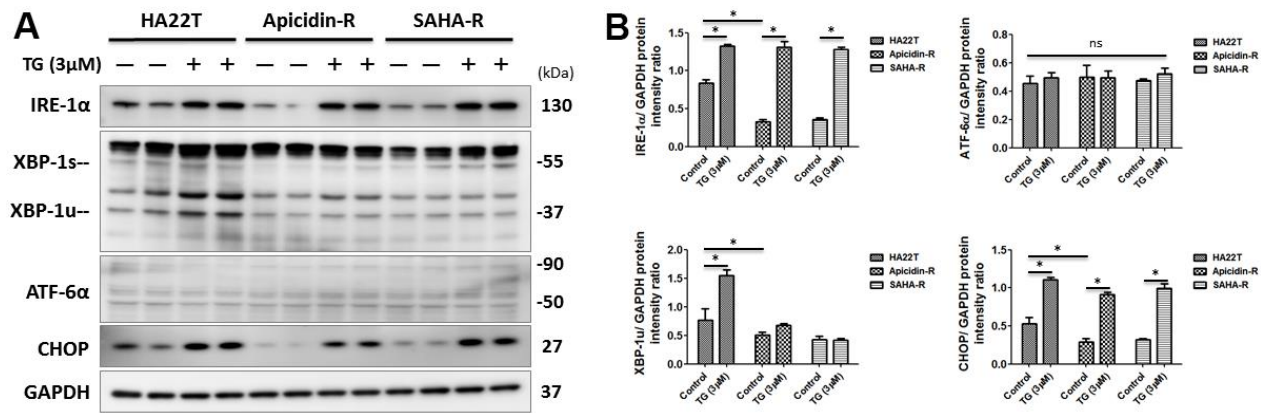 A
HA22T Apicidin-R SAHA-R
TG (3μM) — — + + — — + + — — + +
(kDa)
IRE-1α 130
XBP-1s-- -55
XBP-1u-- -37
-90
ATF-6α
-50
CHOP 27
GAPDH 37
B
IRE-1α/ GAPDH protein
intensity ratio
1.5
1.0
0.5
0.0
* * * *
Control TG (3μM) Control TG (3μM) Control TG (3μM)
HA22T
Apicidin-R
SAHA-R
ATF-6α/ GAPDH protein
intensity ratio
1.5
1.0
0.5
0.0
ns
Control TG (3μM) Control TG (3μM) Control TG (3μM)
HA22T
Apicidin-R
SAHA-R
XBP-1u/ GAPDH protein
intensity ratio
2.0
1.5
1.0
0.5
0.0
* *
Control TG (3μM) Control TG (3μM) Control TG (3μM)
HA22T
Apicidin-R
SAHA-R
CHOP/ GAPDH protein
intensity ratio
1.5
1.0
0.5
0.0
* * * *
Control TG (3μM) Control TG (3μM) Control TG (3μM)
HA22T
Apicidin-R
SAHA-R